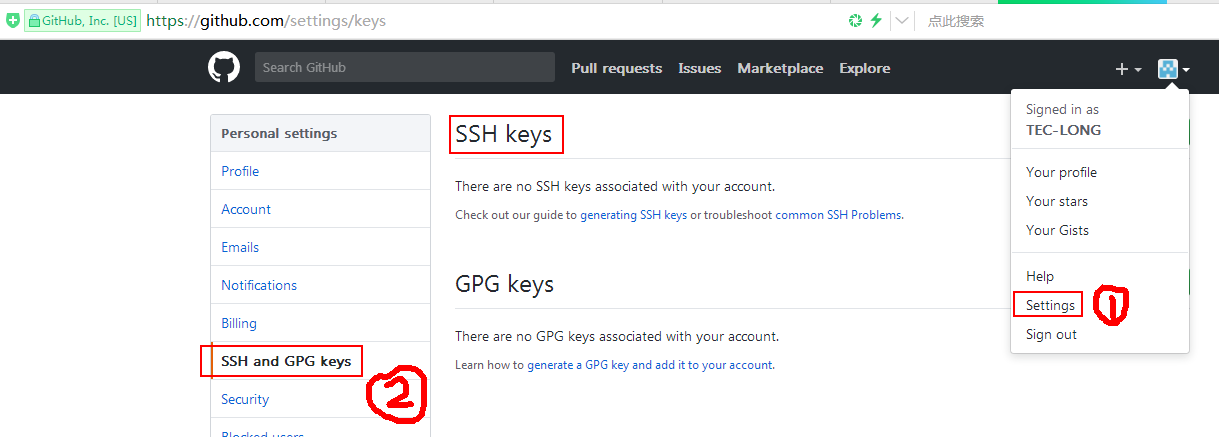 GitHub, Inc. [US] https://github.com/settings/keys 点此搜索
Search GitHub Pull requests Issues Marketplace Explore
Signed in as
TEC-LONG
Your profile
Your stars
Your Gists
Help
Settings
Sign out
①
Personal settings
Profile
Account
Emails
Notifications
Billing
SSH and GPG keys
②
Security
Blocked users
SSH keys
There are no SSH keys associated with your account.
Check out our guide to generating SSH keys or troubleshoot common SSH Problems.
GPG keys
There are no GPG keys associated with your account.
Learn how to generate a GPG key and add it to your account.